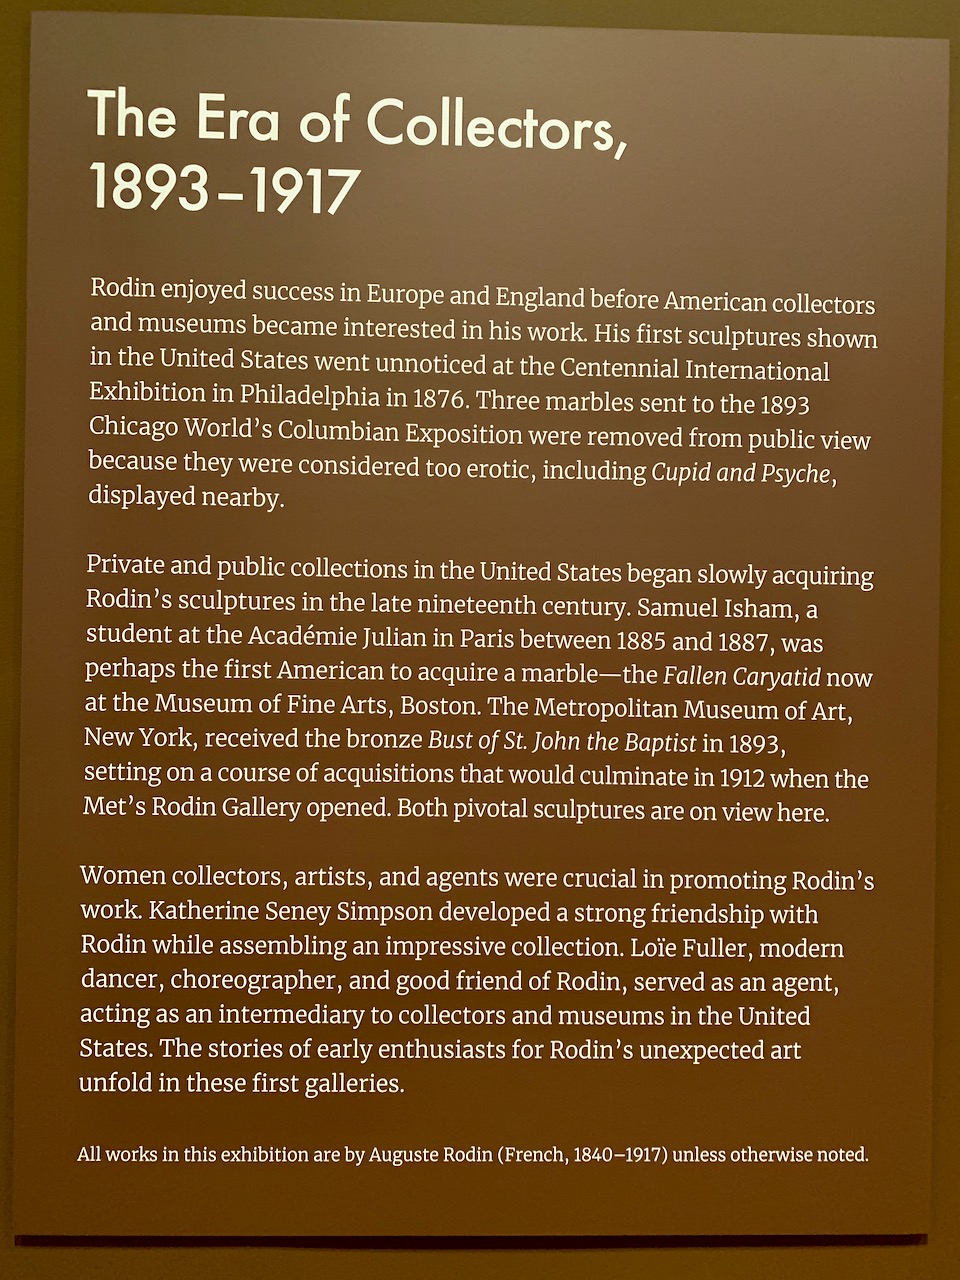 The Era of Collectors,
1893–1917
Rodin enjoyed success in Europe and England before American collectors
and museums became interested in his work. His first sculptures shown
in the United States went unnoticed at the Centennial International
Exhibition in Philadelphia in 1876. Three marbles sent to the 1893
Chicago World’s Columbian Exposition were removed from public view
because they were considered too erotic, including Cupid and Psyche,
displayed nearby.
Private and public collections in the United States began slowly acquiring
Rodin’s sculptures in the late nineteenth century. Samuel Isham, a
student at the Académie Julian in Paris between 1885 and 1887, was
perhaps the first American to acquire a marble—the Fallen Caryatid now
at the Museum of Fine Arts, Boston. The Metropolitan Museum of Art,
New York, received the bronze Bust of St. John the Baptist in 1893,
setting on a course of acquisitions that would culminate in 1912 when the
Met’s Rodin Gallery opened. Both pivotal sculptures are on view here.
Women collectors, artists, and agents were crucial in promoting Rodin’s
work. Katherine Seney Simpson developed a strong friendship with
Rodin while assembling an impressive collection. Loïe Fuller, modern
dancer, choreographer, and good friend of Rodin, served as an agent,
acting as an intermediary to collectors and museums in the United
States. The stories of early enthusiasts for Rodin’s unexpected art
unfold in these first galleries.
All works in this exhibition are by Auguste Rodin (French, 1840–1917) unless otherwise noted.